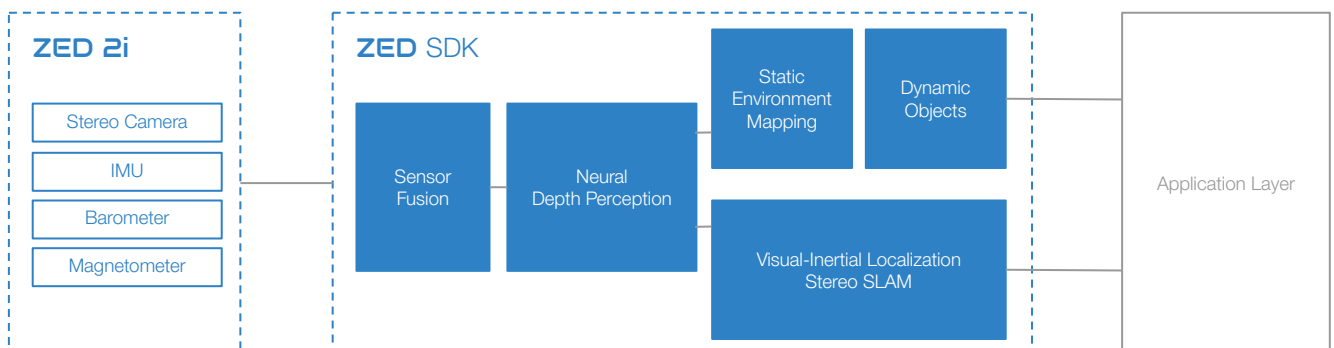 ZED 2i
Stereo Camera
IMU
Barometer
Magnetometer
ZED SDK
Sensor
Fusion
Neural
Depth Perception
Static
Environment
Mapping
Dynamic
Objects
Visual-Inertial Localization
Stereo SLAM
Application Layer